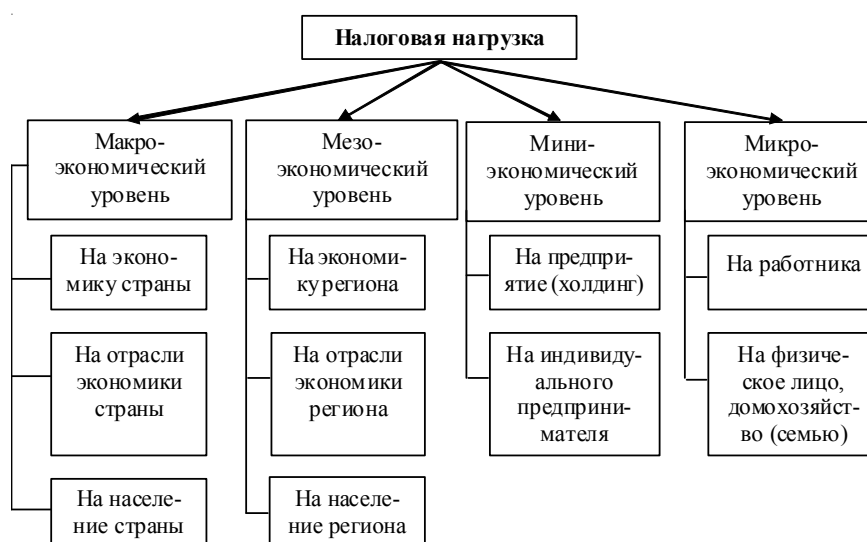 Налоговая нагрузка
Макро-
экономический
уровень
Мезо-
экономический
уровень
Мини-
экономический
уровень
Микро-
экономический
уровень
На эконо-
мику страны
На экономи-
ку региона
На предпри-
ятие (холдинг)
На работника
На отрасли
экономики
страны
На отрасли
экономики
региона
На индивиду-
ального
предприни-
мателя
На физиче-
ское лицо,
домохозяйст-
во (семью)
На населе-
ние страны
На населе-
ние региона